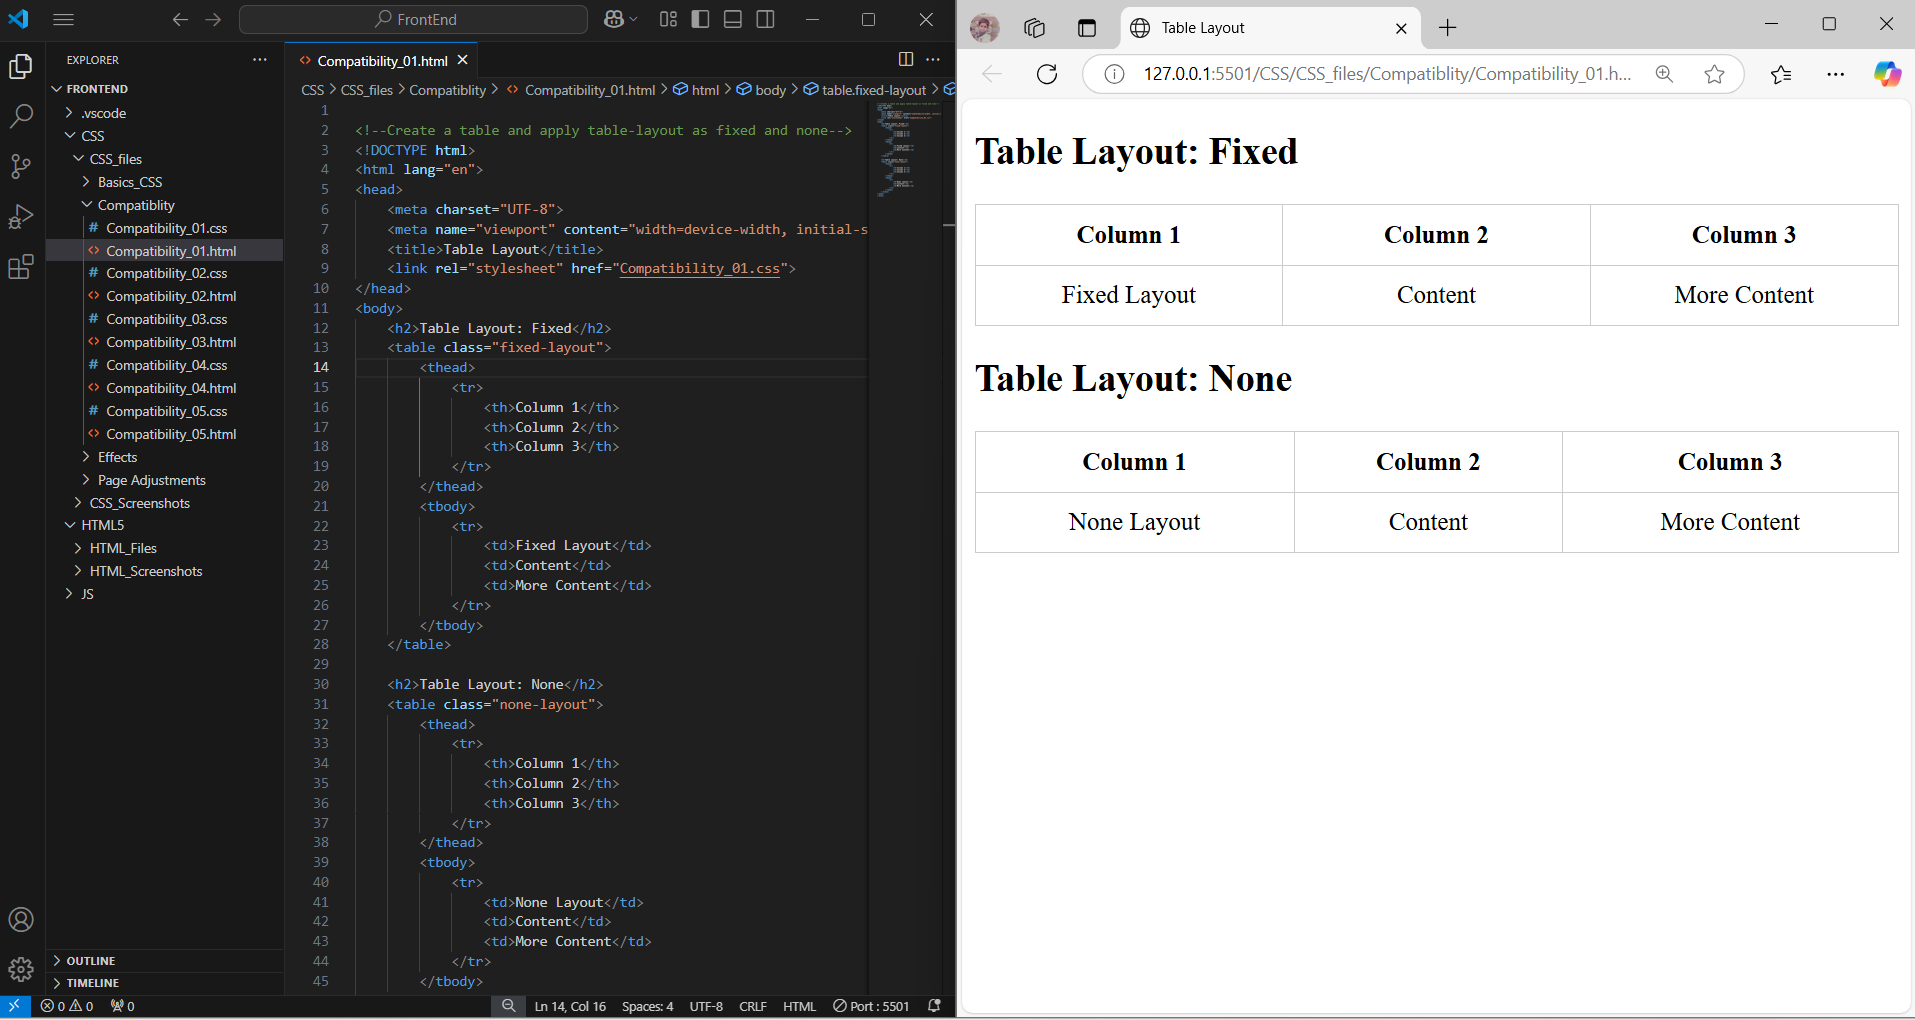 FrontEnd
EXPLORER
FRONTEND
.vscode
CSS
CSS_files
Basics_CSS
Compatiblity
Compatibility_01.css
Compatibility_01.html
Compatibility_02.css
Compatibility_02.html
Compatibility_03.css
Compatibility_03.html
Compatibility_04.css
Compatibility_04.html
Compatibility_05.css
Compatibility_05.html
Effects
Page Adjustments
CSS_Screenshots
HTML5
HTML_Files
HTML_Screenshots
JS
OUTLINE
TIMELINE
Compatibility_01.html
CSS > CSS_files > Compatiblity > Compatibility_01.html > html > body > table.fixed-layout >
1
2 <!--Create a table and apply table-layout as fixed and none-->
3 <!DOCTYPE html>
4 <html lang="en">
5 <head>
6 <meta charset="UTF-8">
7 <meta name="viewport" content="width=device-width, initial-s
8 <title>Table Layout</title>
9 <link rel="stylesheet" href="Compatibility_01.css">
10 </head>
11 <body>
12 <h2>Table Layout: Fixed</h2>
13 <table class="fixed-layout">
14 <thead>
15 <tr>
16 <th>Column 1</th>
17 <th>Column 2</th>
18 <th>Column 3</th>
19 </tr>
20 </thead>
21 <tbody>
22 <tr>
23 <td>Fixed Layout</td>
24 <td>Content</td>
25 <td>More Content</td>
26 </tr>
27 </tbody>
28 </table>
29
30 <h2>Table Layout: None</h2>
31 <table class="none-layout">
32 <thead>
33 <tr>
34 <th>Column 1</th>
35 <th>Column 2</th>
36 <th>Column 3</th>
37 </tr>
38 </thead>
39 <tbody>
40 <tr>
41 <td>None Layout</td>
42 <td>Content</td>
43 <td>More Content</td>
44 </tr>
45 </tbody>
0 0 0
Ln 14, Col 16 Spaces: 4 UTF-8 CRLF HTML Port : 5501
Table Layout
127.0.0.1:5501/CSS/CSS_files/Compatiblity/Compatibility_01.h...
Table Layout: Fixed
Column 1 Column 2 Column 3
Fixed Layout Content More Content
Table Layout: None
Column 1 Column 2 Column 3
None Layout Content More Content